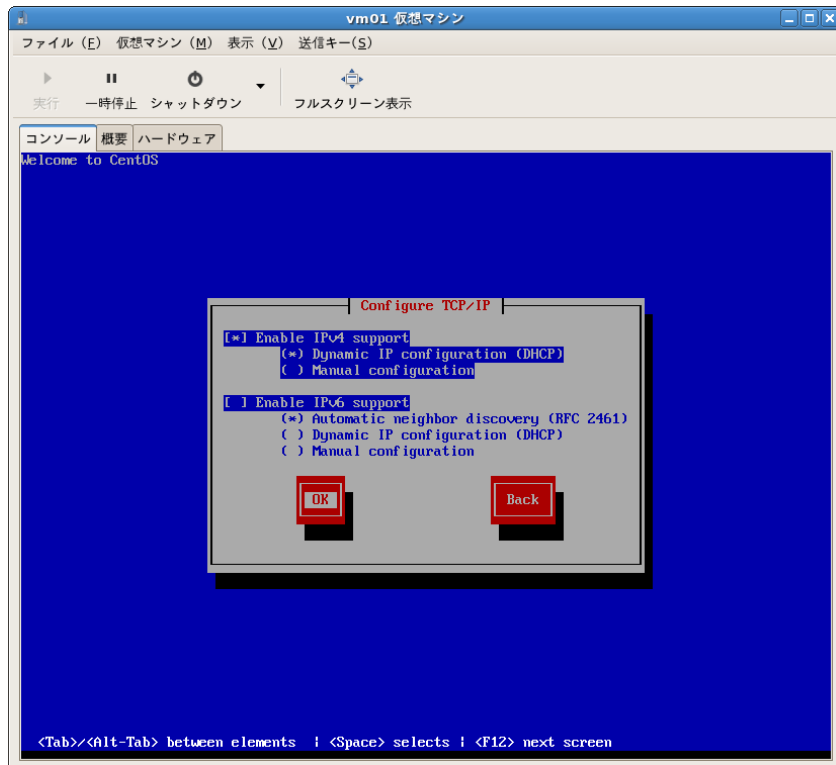 vm01 仮想マシン
ファイル (F) 仮想マシン (M) 表示 (V) 送信キー(S)
実行 一時停止 シャットダウン フルスクリーン表示
コンソール 概要 ハードウェア
Welcome to CentOS
Configure TCP/IP
[*] Enable IPv4 support
(*) Dynamic IP configuration (DHCP)
( ) Manual configuration
[ ] Enable IPv6 support
(*) Automatic neighbor discovery (RFC 2461)
( ) Dynamic IP configuration (DHCP)
( ) Manual configuration
OK Back
<Tab>/<Alt-Tab> between elements | <Space> selects | <F12> next screen